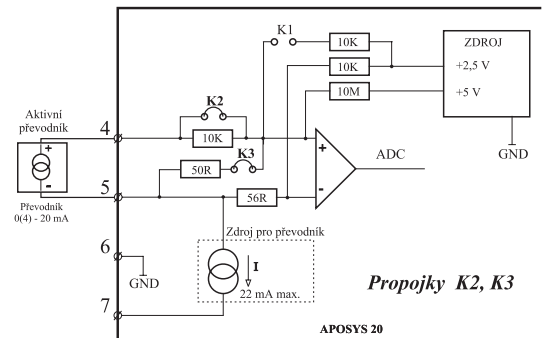 K1
10K
ZDROJ
10K
+2,5 V
10M
+5 V
Aktivní
převodník
4
K2
10K
+
ADC
GND
+
-
50R
K3
-
5
56R
Převodník
0(4) - 20 mA
Zdroj pro převodník
6
GND
I
22 mA max.
Propojky K2, K3
7
APOSYS 20